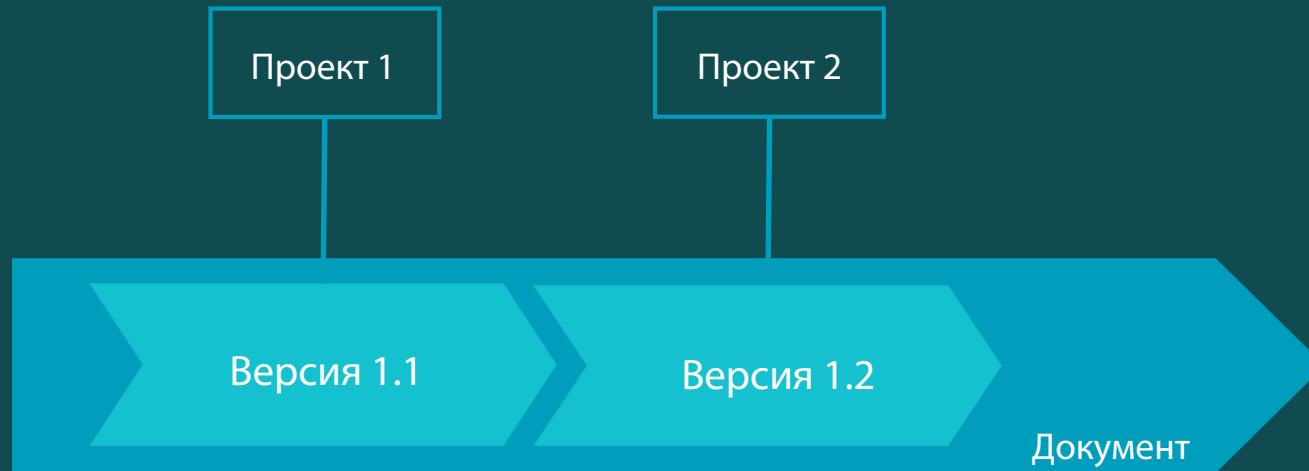 Проект 1
Проект 2
Версия 1.1
Версия 1.2
Документ